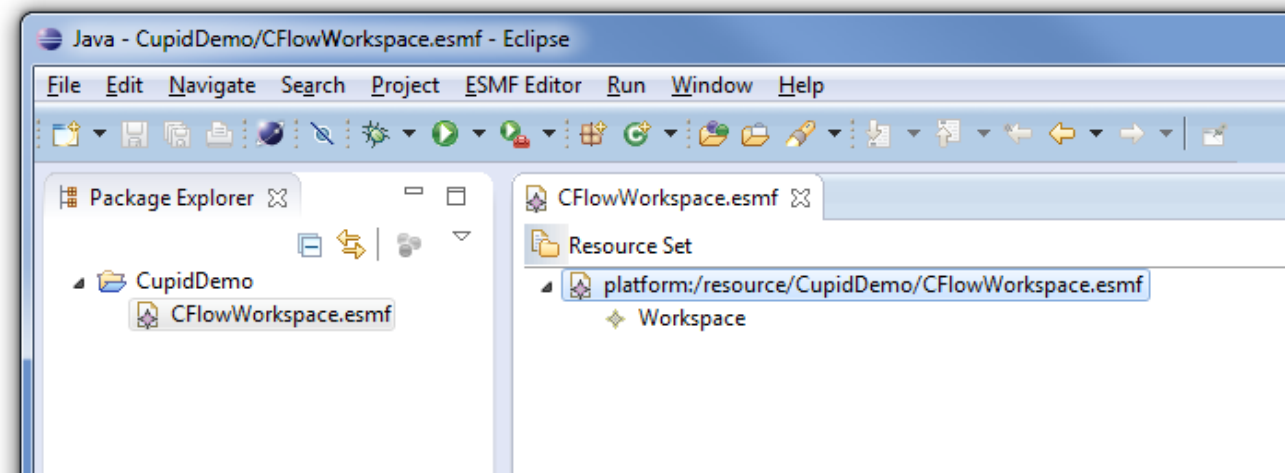 Java - CupidDemo/CFlowWorkspace.esmf - Eclipse
File Edit Navigate Search Project ESMF Editor Run Window Help
Package Explorer
CFlowWorkspace.esmf
Resource Set
CupidDemo
platform:/resource/CupidDemo/CFlowWorkspace.esmf
CFlowWorkspace.esmf
Workspace